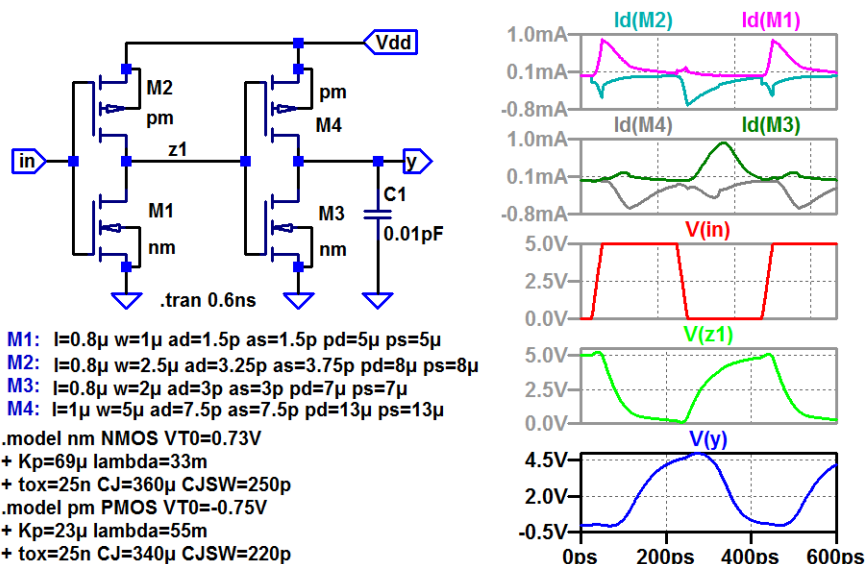 Vdd
M2
pm
pm
M4
in
z1
y
M1
nm
M3
nm
C1
0.01pF
.tran 0.6ns
M1: l=0.8µ w=1µ ad=1.5p as=1.5p pd=5µ ps=5µ
M2: l=0.8µ w=2.5µ ad=3.25p as=3.75p pd=8µ ps=8µ
M3: l=0.8µ w=2µ ad=3p as=3p pd=7µ ps=7µ
M4: l=1µ w=5µ ad=7.5p as=7.5p pd=13µ ps=13µ
.model nm NMOS VT0=0.73V
+ Kp=69µ lambda=33m
+ tox=25n CJ=360µ CJSW=250p
.model pm PMOS VT0=-0.75V
+ Kp=23µ lambda=55m
+ tox=25n CJ=340µ CJSW=220p
Id(M2) Id(M1)
1.0mA
0.1mA
-0.8mA
Id(M4) Id(M3)
1.0mA
0.1mA
-0.8mA
V(in)
5.0V
2.5V
0.0V
V(z1)
5.0V
2.5V
0.0V
V(y)
4.5V
2.0V
-0.5V
0ps 200ps 400ps 600ps